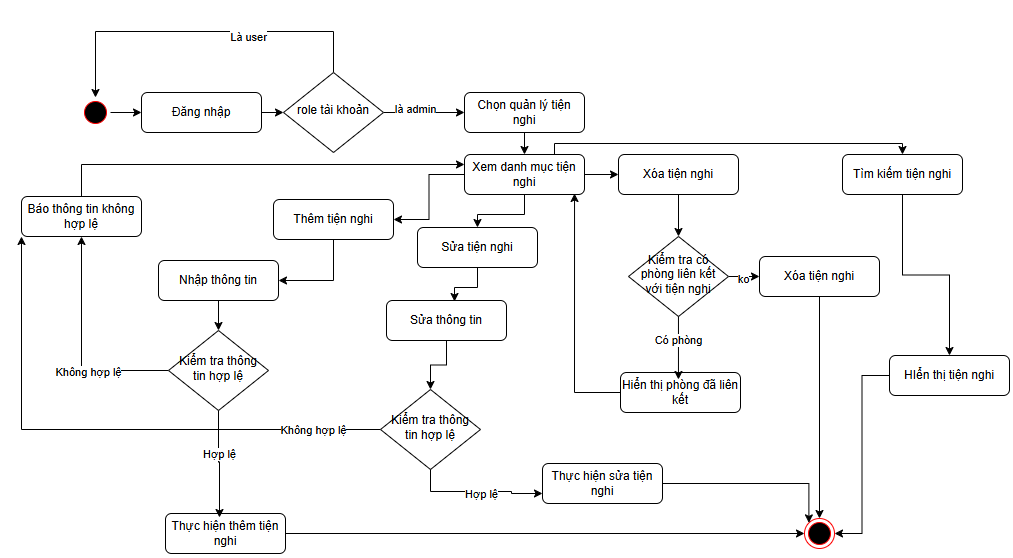 Là user
Đăng nhập
role tài khoản
là admin
Chọn quản lý tiện
nghi
Xem danh mục tiện
nghi
Xóa tiện nghi
Tìm kiếm tiện nghi
Báo thông tin không
hợp lệ
Thêm tiện nghi
Sửa tiện nghi
Kiểm tra có
phòng liên kết
với tiện nghi
ko
Xóa tiện nghi
Nhập thông tin
Sửa thông tin
Có phòng
Kiểm tra thông
tin hợp lệ
Không hợp lệ
Hiển thị phòng đã liên
kết
HIển thị tiện nghi
Kiểm tra thông
tin hợp lệ
Không hợp lệ
Hợp lệ
Hợp lệ
Thực hiện sửa tiện
nghi
Thực hiện thêm tiện
nghi